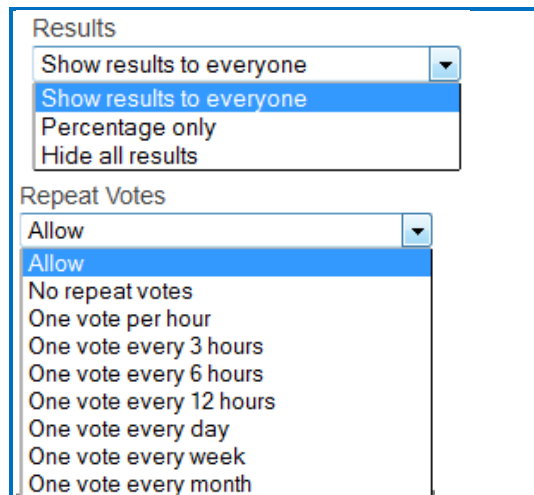 Results
Show results to everyone
Show results to everyone
Percentage only
Hide all results
Repeat Votes
Allow
Allow
No repeat votes
One vote per hour
One vote every 3 hours
One vote every 6 hours
One vote every 12 hours
One vote every day
One vote every week
One vote every month